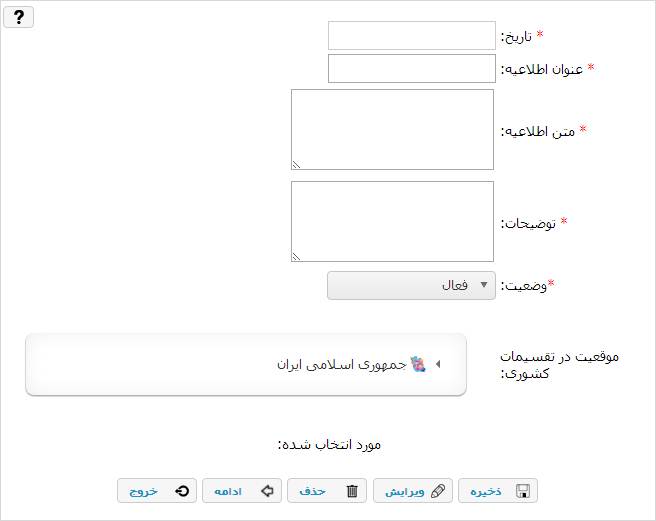 ?
* تاریخ:
* عنوان اطلاعیه:
* متن اطلاعیه:
* توضیحات:
*وضعیت: فعال
موقعیت در تقسیمات
کشوری:
جمهوری اسلامی ایران
مورد انتخاب شده:
ذخیره ویرایش حذف ادامه خروج